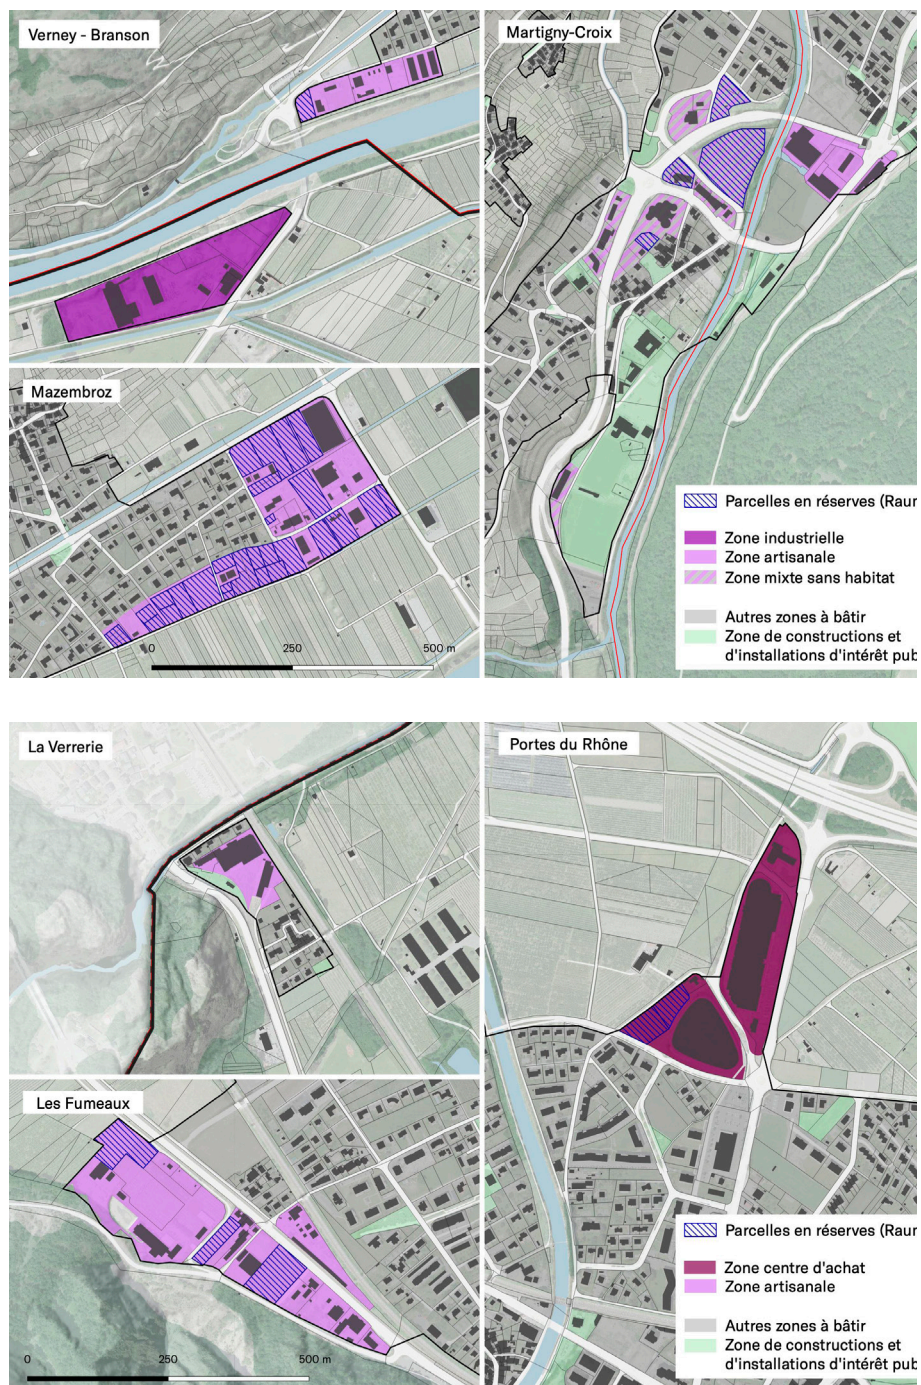 Verney - Branson
Martigny-Croix
Mazembroz
0 250 500 m
Parcelles en réserves (Raur
Zone industrielle
Zone artisanale
Zone mixte sans habitat
Autres zones à bâtir
Zone de constructions et
d'installations d'intérêt pub
La Verrerie
Portes du Rhône
Les Fumeaux
0 250 500 m
Parcelles en réserves (Raur
Zone centre d'achat
Zone artisanale
Autres zones à bâtir
Zone de constructions et
d'installations d'intérêt pub